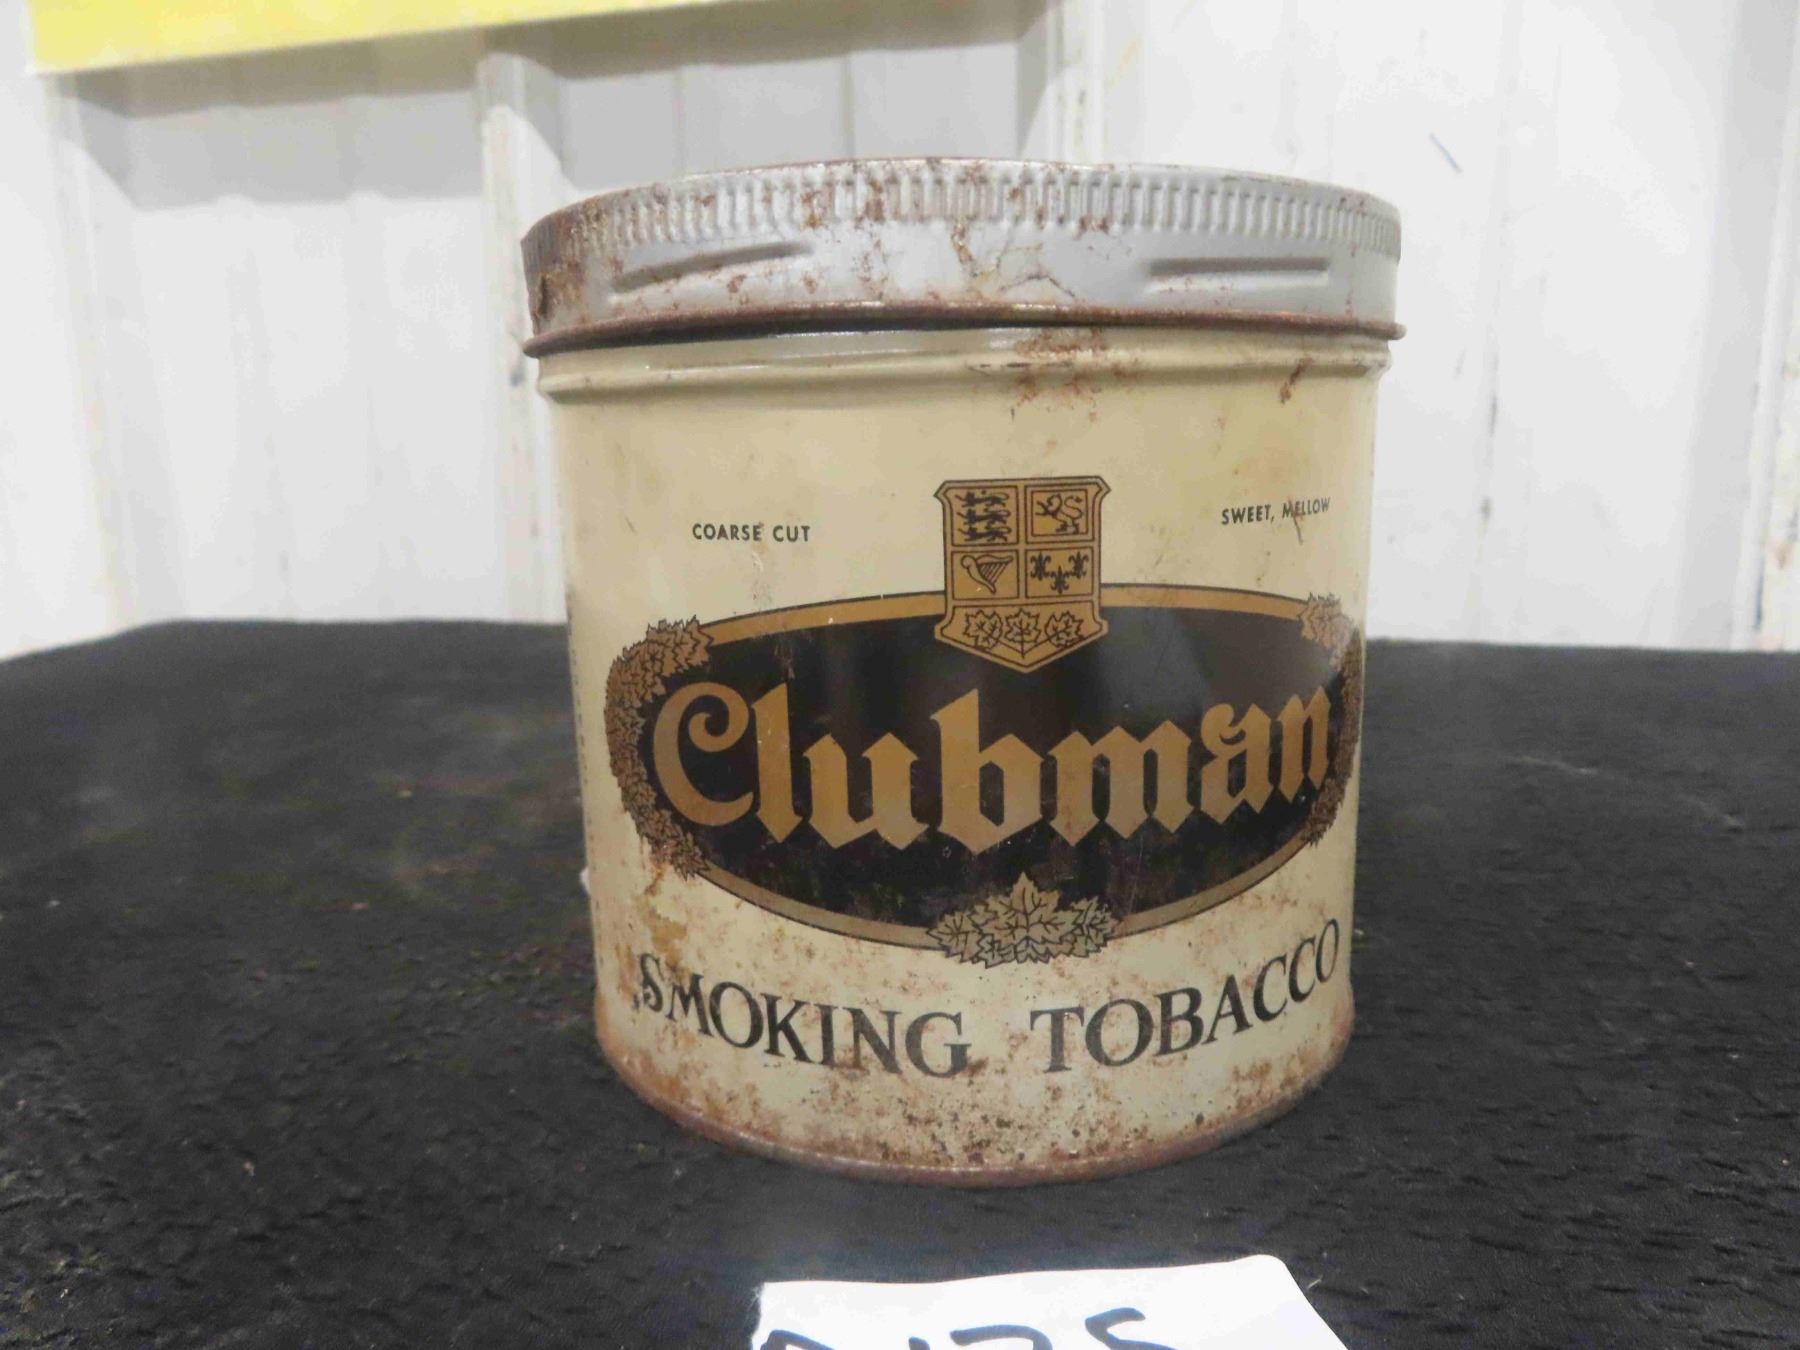 COARSE CUT
SWEET, MELLOW
Clubman
SMOKING TOBACCO